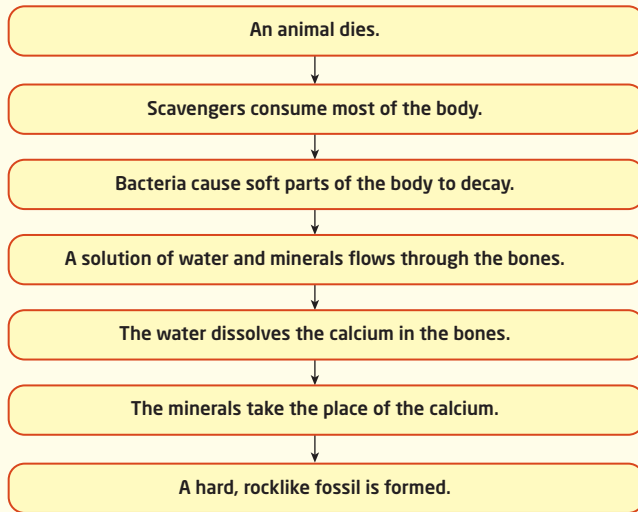 An animal dies.
Scavengers consume most of the body.
Bacteria cause soft parts of the body to decay.
A solution of water and minerals flows through the bones.
The water dissolves the calcium in the bones.
The minerals take the place of the calcium.
A hard, rocklike fossil is formed.